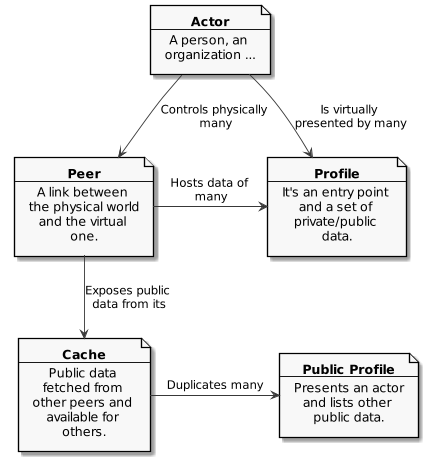 Actor
A person, an
organization ...
Controls physically
many
Is virtually
presented by many
Peer
A link between
the physical world
and the virtual
one.
Hosts data of
many
Profile
It's an entry point
and a set of
private/public
data.
Exposes public
data from its
Cache
Public data
fetched from
other peers and
available for
others.
Duplicates many
Public Profile
Presents an actor
and lists other
public data.